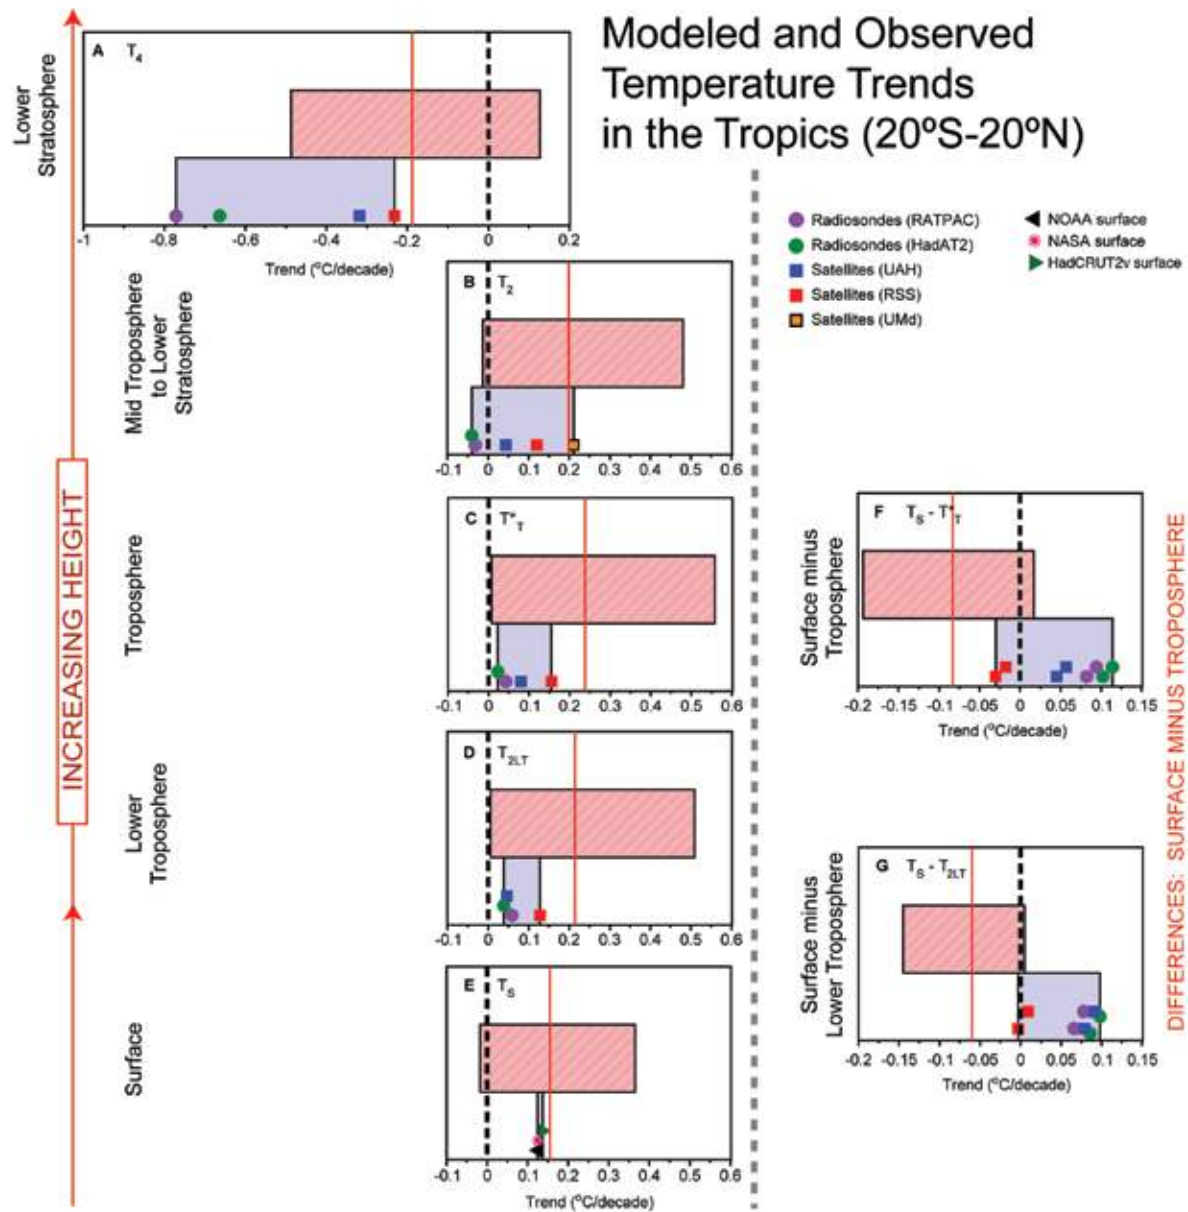 Modeled and Observed
Temperature Trends
in the Tropics (20ºS-20ºN)
A T4
Lower
Stratosphere
-1 -0.8 -0.6 -0.4 -0.2 0 0.2
Trend (ºC/decade)
Radiosondes (RATPAC)
Radiosondes (HadAT2)
Satellites (UAH)
Satellites (RSS)
Satellites (UMd)
NOAA surface
NASA surface
HadCRUT2v surface
B T2
Mid Troposphere
to Lower
Stratosphere
-0.1 0 0.1 0.2 0.3 0.4 0.5 0.6
INCREASING HEIGHT
C T*T
Troposphere
-0.1 0 0.1 0.2 0.3 0.4 0.5 0.6
D T2LT
Lower
Troposphere
-0.1 0 0.1 0.2 0.3 0.4 0.5 0.6
E TS
Surface
-0.1 0 0.1 0.2 0.3 0.4 0.5 0.6
Trend (ºC/decade)
F TS - T*T
Surface minus
Troposphere
-0.2 -0.15 -0.1 -0.05 0 0.05 0.1 0.15
Trend (ºC/decade)
G TS - T2LT
Surface minus
Lower Troposphere
-0.2 -0.15 -0.1 -0.05 0 0.05 0.1 0.15
Trend (ºC/decade)
DIFFERENCES: SURFACE MINUS TROPOSPHERE